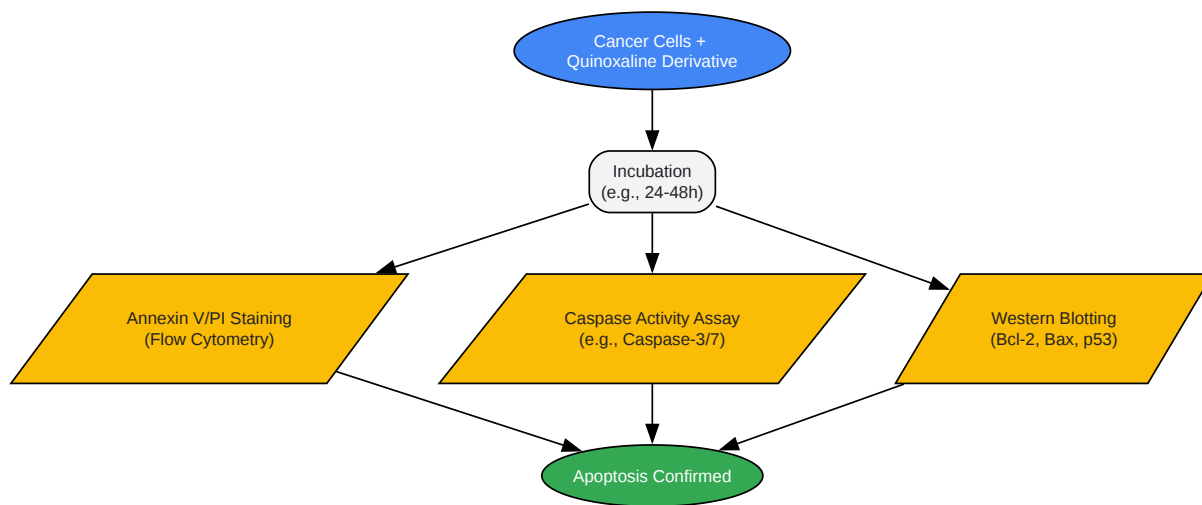 Cancer Cells +
Quinoxaline Derivative
Incubation
(e.g., 24-48h)
Annexin V/PI Staining
(Flow Cytometry)
Caspase Activity Assay
(e.g., Caspase-3/7)
Western Blotting
(Bcl-2, Bax, p53)
Apoptosis Confirmed